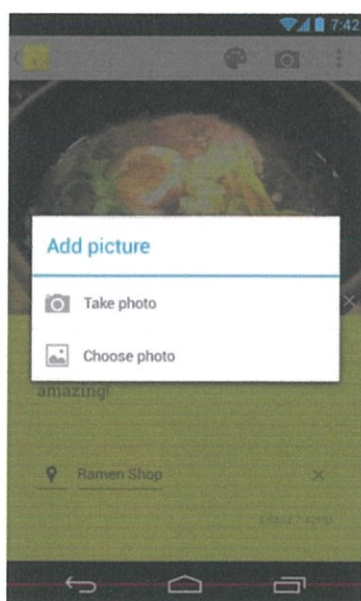 7:42
Add picture
Take photo
Choose photo
amazing!
Ramen Shop